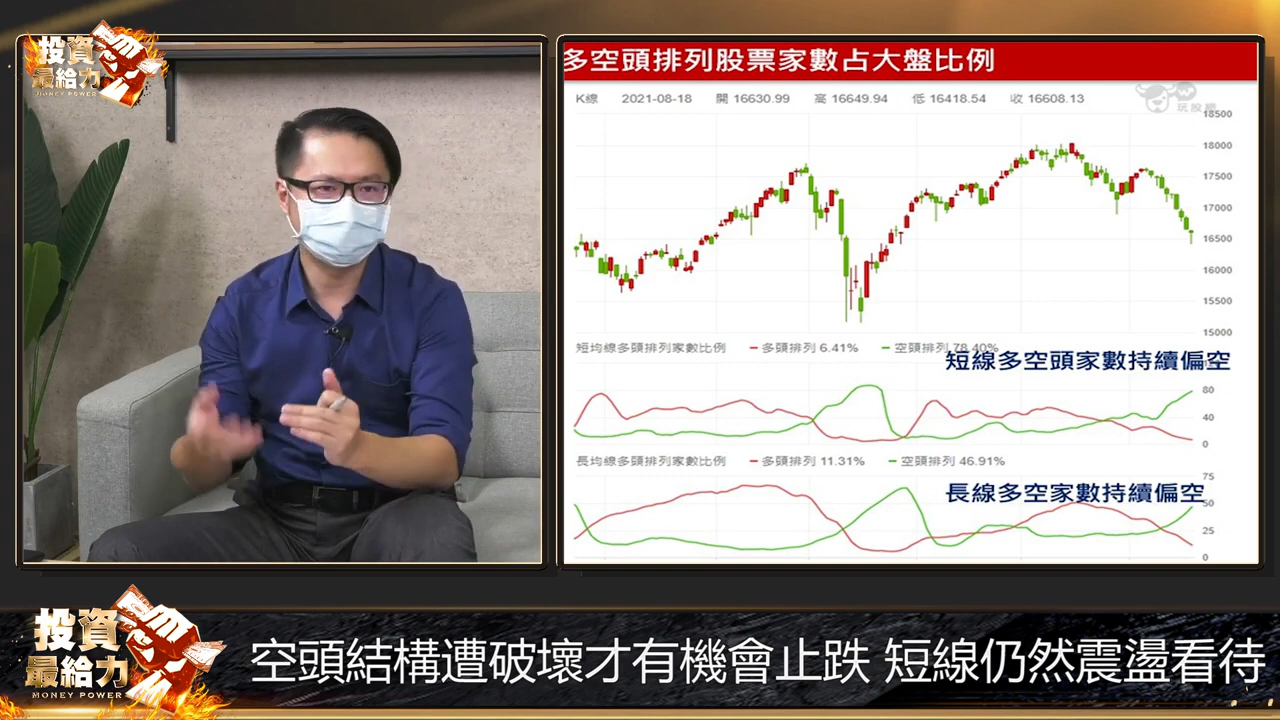 投資
最給力
MONEY POWER
多空頭排列股票家數占大盤比例
K線 2021-08-18 開 16630.99 高 16649.94 低 16418.54 收 16608.13
玩股網
18500
18000
17500
17000
16500
16000
15500
15000
短均線多頭排列家數比例 多頭排列 6.41% 空頭排列 78.40%
短線多空頭家數持續偏空
80
40
0
長均線多頭排列家數比例 多頭排列 11.31% 空頭排列 46.91%
75
長線多空家數持續偏空
50
25
0
投資
最給力
MONEY POWER
空頭結構遭破壞才有機會止跌 短線仍然震盪看待